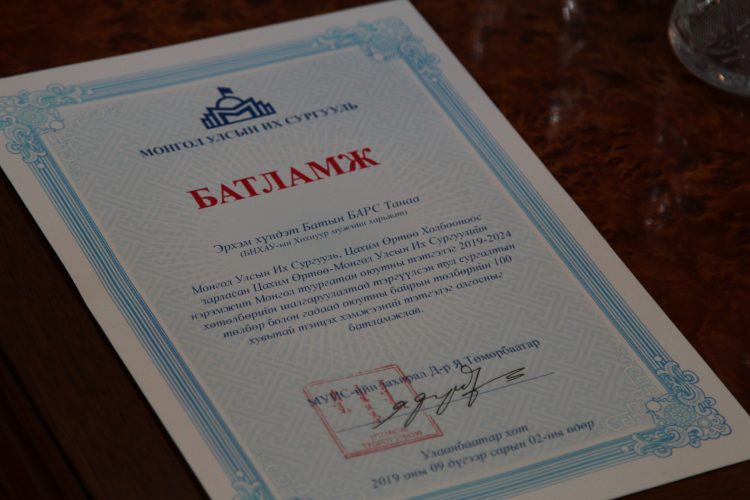 МОНГОЛ УЛСЫН ИХ СУРГУУЛЬ
БАТЛАМЖ
Эрхэм хүндэт Батын БАРС Танаа
(БНХАУ-ын Хөхнуур мужийн харьяат)
Монгол Улсын Их Сургууль, Цахим Өртөө Холбооноос
зарласан Цахим Өртөө-Монгол Улсын Их Сургуулийн
нэрэмжит Монгол туургатан оюутны тэтгэлэг 2019-2024
хөтөлбөрийн шалгаруулалтад тэргүүлсэн тул сургалтын
төлбөр болон гадаад оюутны байрын төлбөрийн 100
хувьтай тэнцэх хэмжээний тэтгэлэг олгосныг
батламжлав.
МУИС-ийн Захирал Д-р Я.Төмөрбаатар
Улаанбаатар хот
2019 оны 09 дүгээр сарын 02-ны өдөр